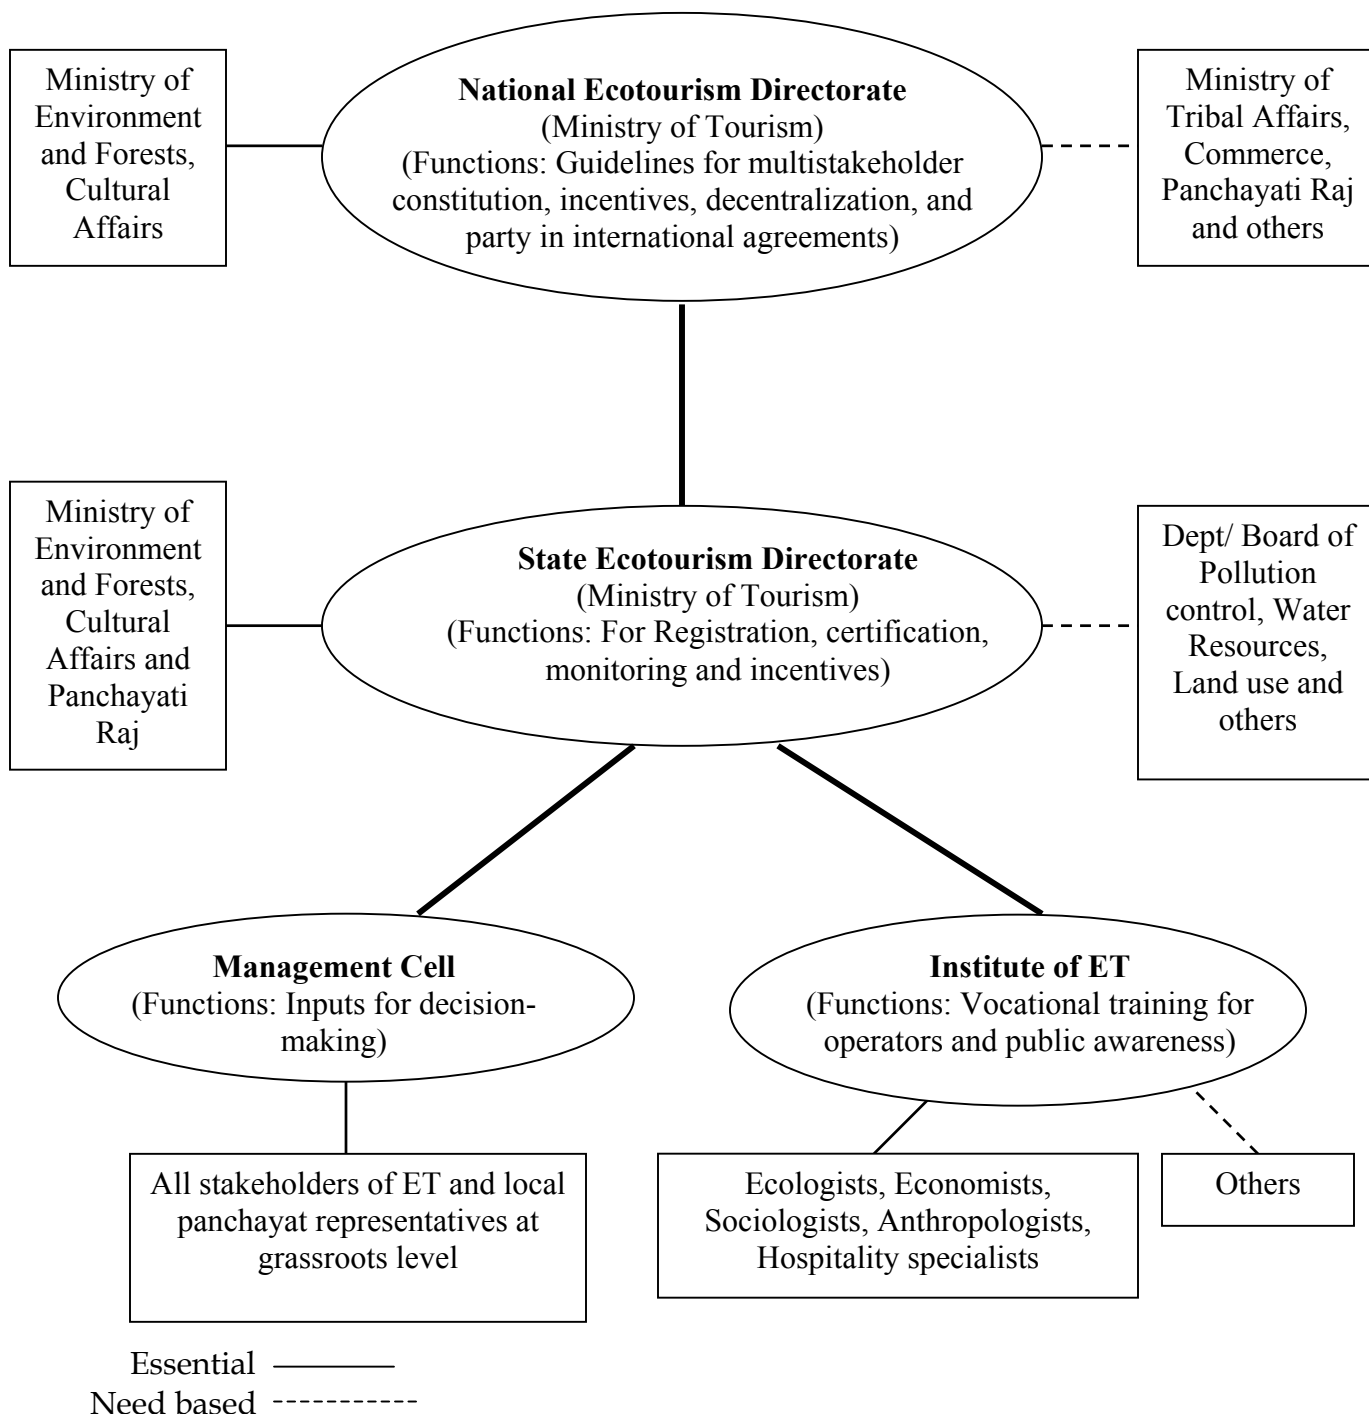 Ministry of
Environment
and Forests,
Cultural
Affairs
National Ecotourism Directorate
(Ministry of Tourism)
(Functions: Guidelines for multistakeholder
constitution, incentives, decentralization, and
party in international agreements)
Ministry of
Tribal Affairs,
Commerce,
Panchayati Raj
and others
Ministry of
Environment
and Forests,
Cultural
Affairs and
Panchayati
Raj
State Ecotourism Directorate
(Ministry of Tourism)
(Functions: For Registration, certification,
monitoring and incentives)
Dept/ Board of
Pollution
control, Water
Resources,
Land use and
others
Management Cell
(Functions: Inputs for decision-
making)
Institute of ET
(Functions: Vocational training for
operators and public awareness)
All stakeholders of ET and local
panchayat representatives at
grassroots level
Ecologists, Economists,
Sociologists, Anthropologists,
Hospitality specialists
Others
Essential
Need based